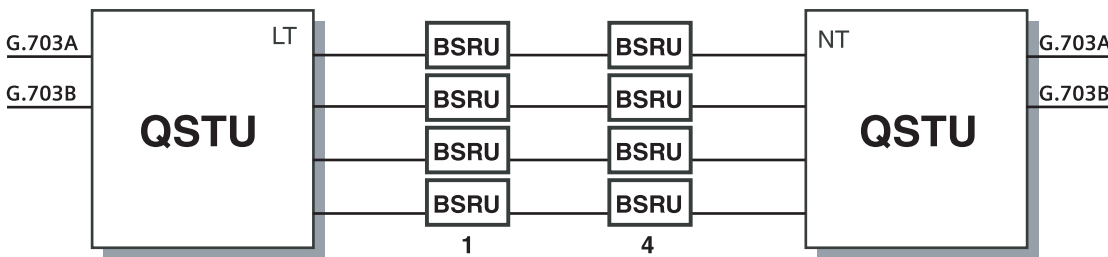 G.703A
LT
BSRU
BSRU
NT
G.703A
G.703B
BSRU
BSRU
G.703B
QSTU
QSTU
BSRU
BSRU
BSRU
BSRU
1
4